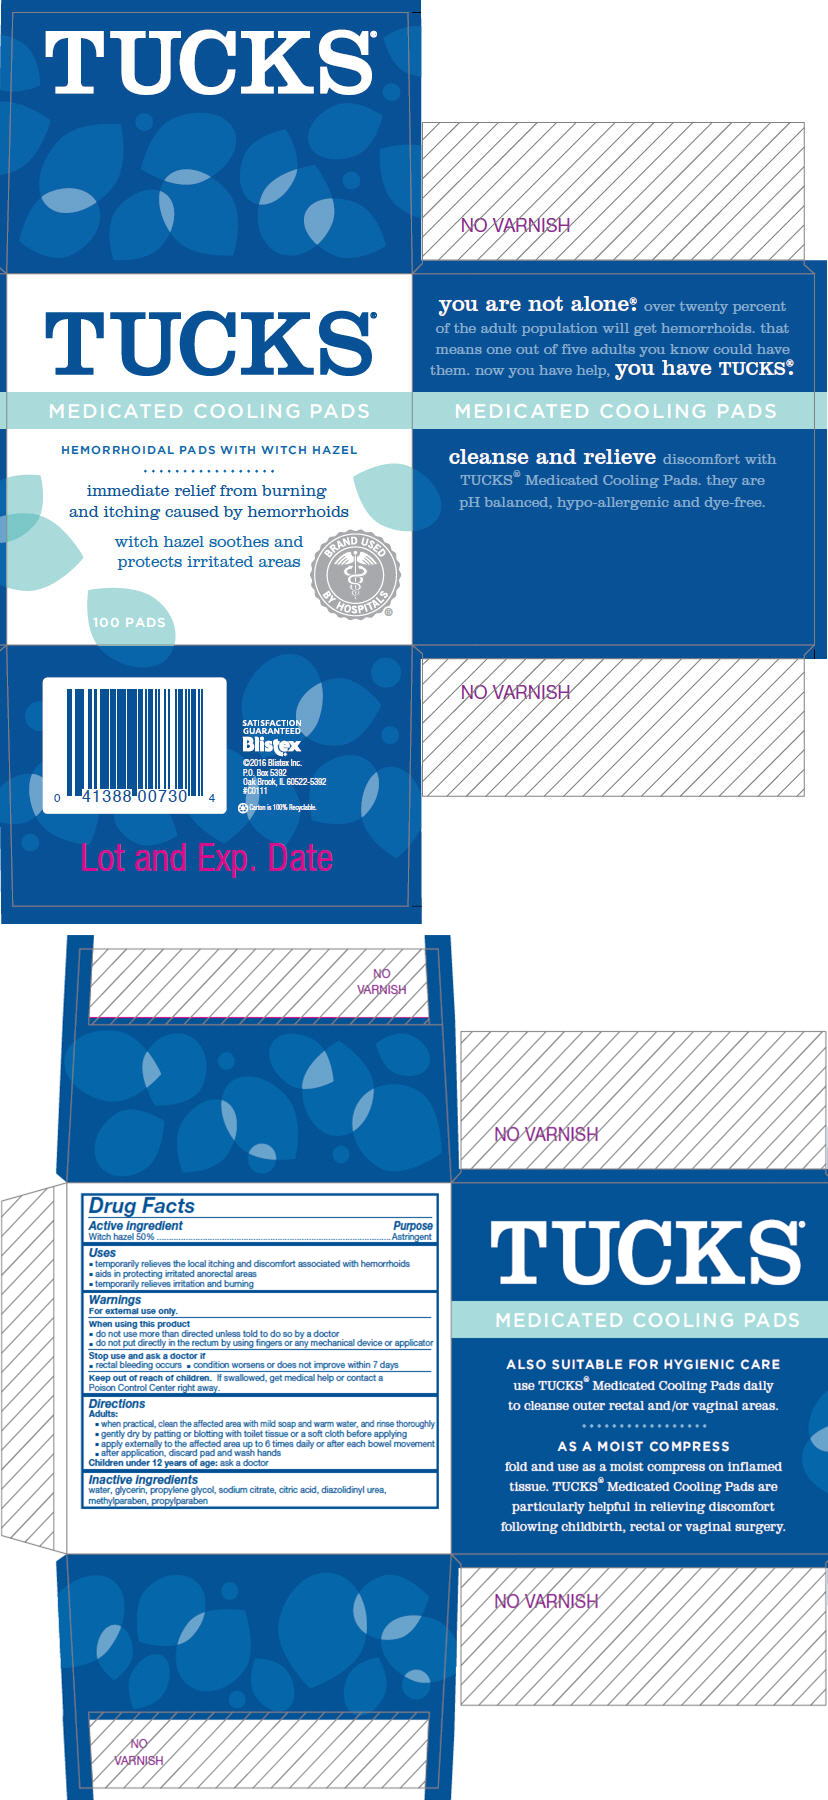 TUCKS®
NO VARNISH
TUCKS®
MEDICATED COOLING PADS
HEMORRHOIDAL PADS WITH WITCH HAZEL
immediate relief from burning
and itching caused by hemorrhoids
witch hazel soothes and
protects irritated areas
BRAND USED
BY HOSPITALS
®
100 PADS
you are not alone.® over twenty percent
of the adult population will get hemorrhoids. that
means one out of five adults you know could have
them. now you have help, you have TUCKS®.
MEDICATED COOLING PADS
cleanse and relieve discomfort with
TUCKS® Medicated Cooling Pads. they are
pH balanced, hypo-allergenic and dye-free.
NO VARNISH
0 41388 00730 4
SATISFACTION
GUARANTEED
Blistex
©2016 Blistex Inc.
P.O. Box 5392
Oak Brook, IL 60522-5392
#C0111
Carton is 100% Recyclable.
Lot and Exp. Date
NO
VARNISH
NO VARNISH
Drug Facts
Active Ingredient Purpose
Witch hazel 50% ........ Astringent
Uses
▪ temporarily relieves the local itching and discomfort associated with hemorrhoids
▪ aids in protecting irritated anorectal areas
▪ temporarily relieves irritation and burning
Warnings
For external use only.
When using this product
▪ do not use more than directed unless told to do so by a doctor
▪ do not put directly in the rectum by using fingers or any mechanical device or applicator
Stop use and ask a doctor if
▪ rectal bleeding occurs ▪ condition worsens or does not improve within 7 days
Keep out of reach of children. If swallowed, get medical help or contact a
Poison Control Center right away.
Directions
Adults:
▪ when practical, clean the affected area with mild soap and warm water, and rinse thoroughly
▪ gently dry by patting or blotting with toilet tissue or a soft cloth before applying
▪ apply externally to the affected area up to 6 times daily or after each bowel movement
▪ after application, discard pad and wash hands
Children under 12 years of age: ask a doctor
Inactive ingredients
water, glycerin, propylene glycol, sodium citrate, citric acid, diazolidinyl urea,
methylparaben, propylparaben
TUCKS®
MEDICATED COOLING PADS
ALSO SUITABLE FOR HYGIENIC CARE
use TUCKS® Medicated Cooling Pads daily
to cleanse outer rectal and/or vaginal areas.
AS A MOIST COMPRESS
fold and use as a moist compress on inflamed
tissue. TUCKS® Medicated Cooling Pads are
particularly helpful in relieving discomfort
following childbirth, rectal or vaginal surgery.
NO VARNISH
NO
VARNISH